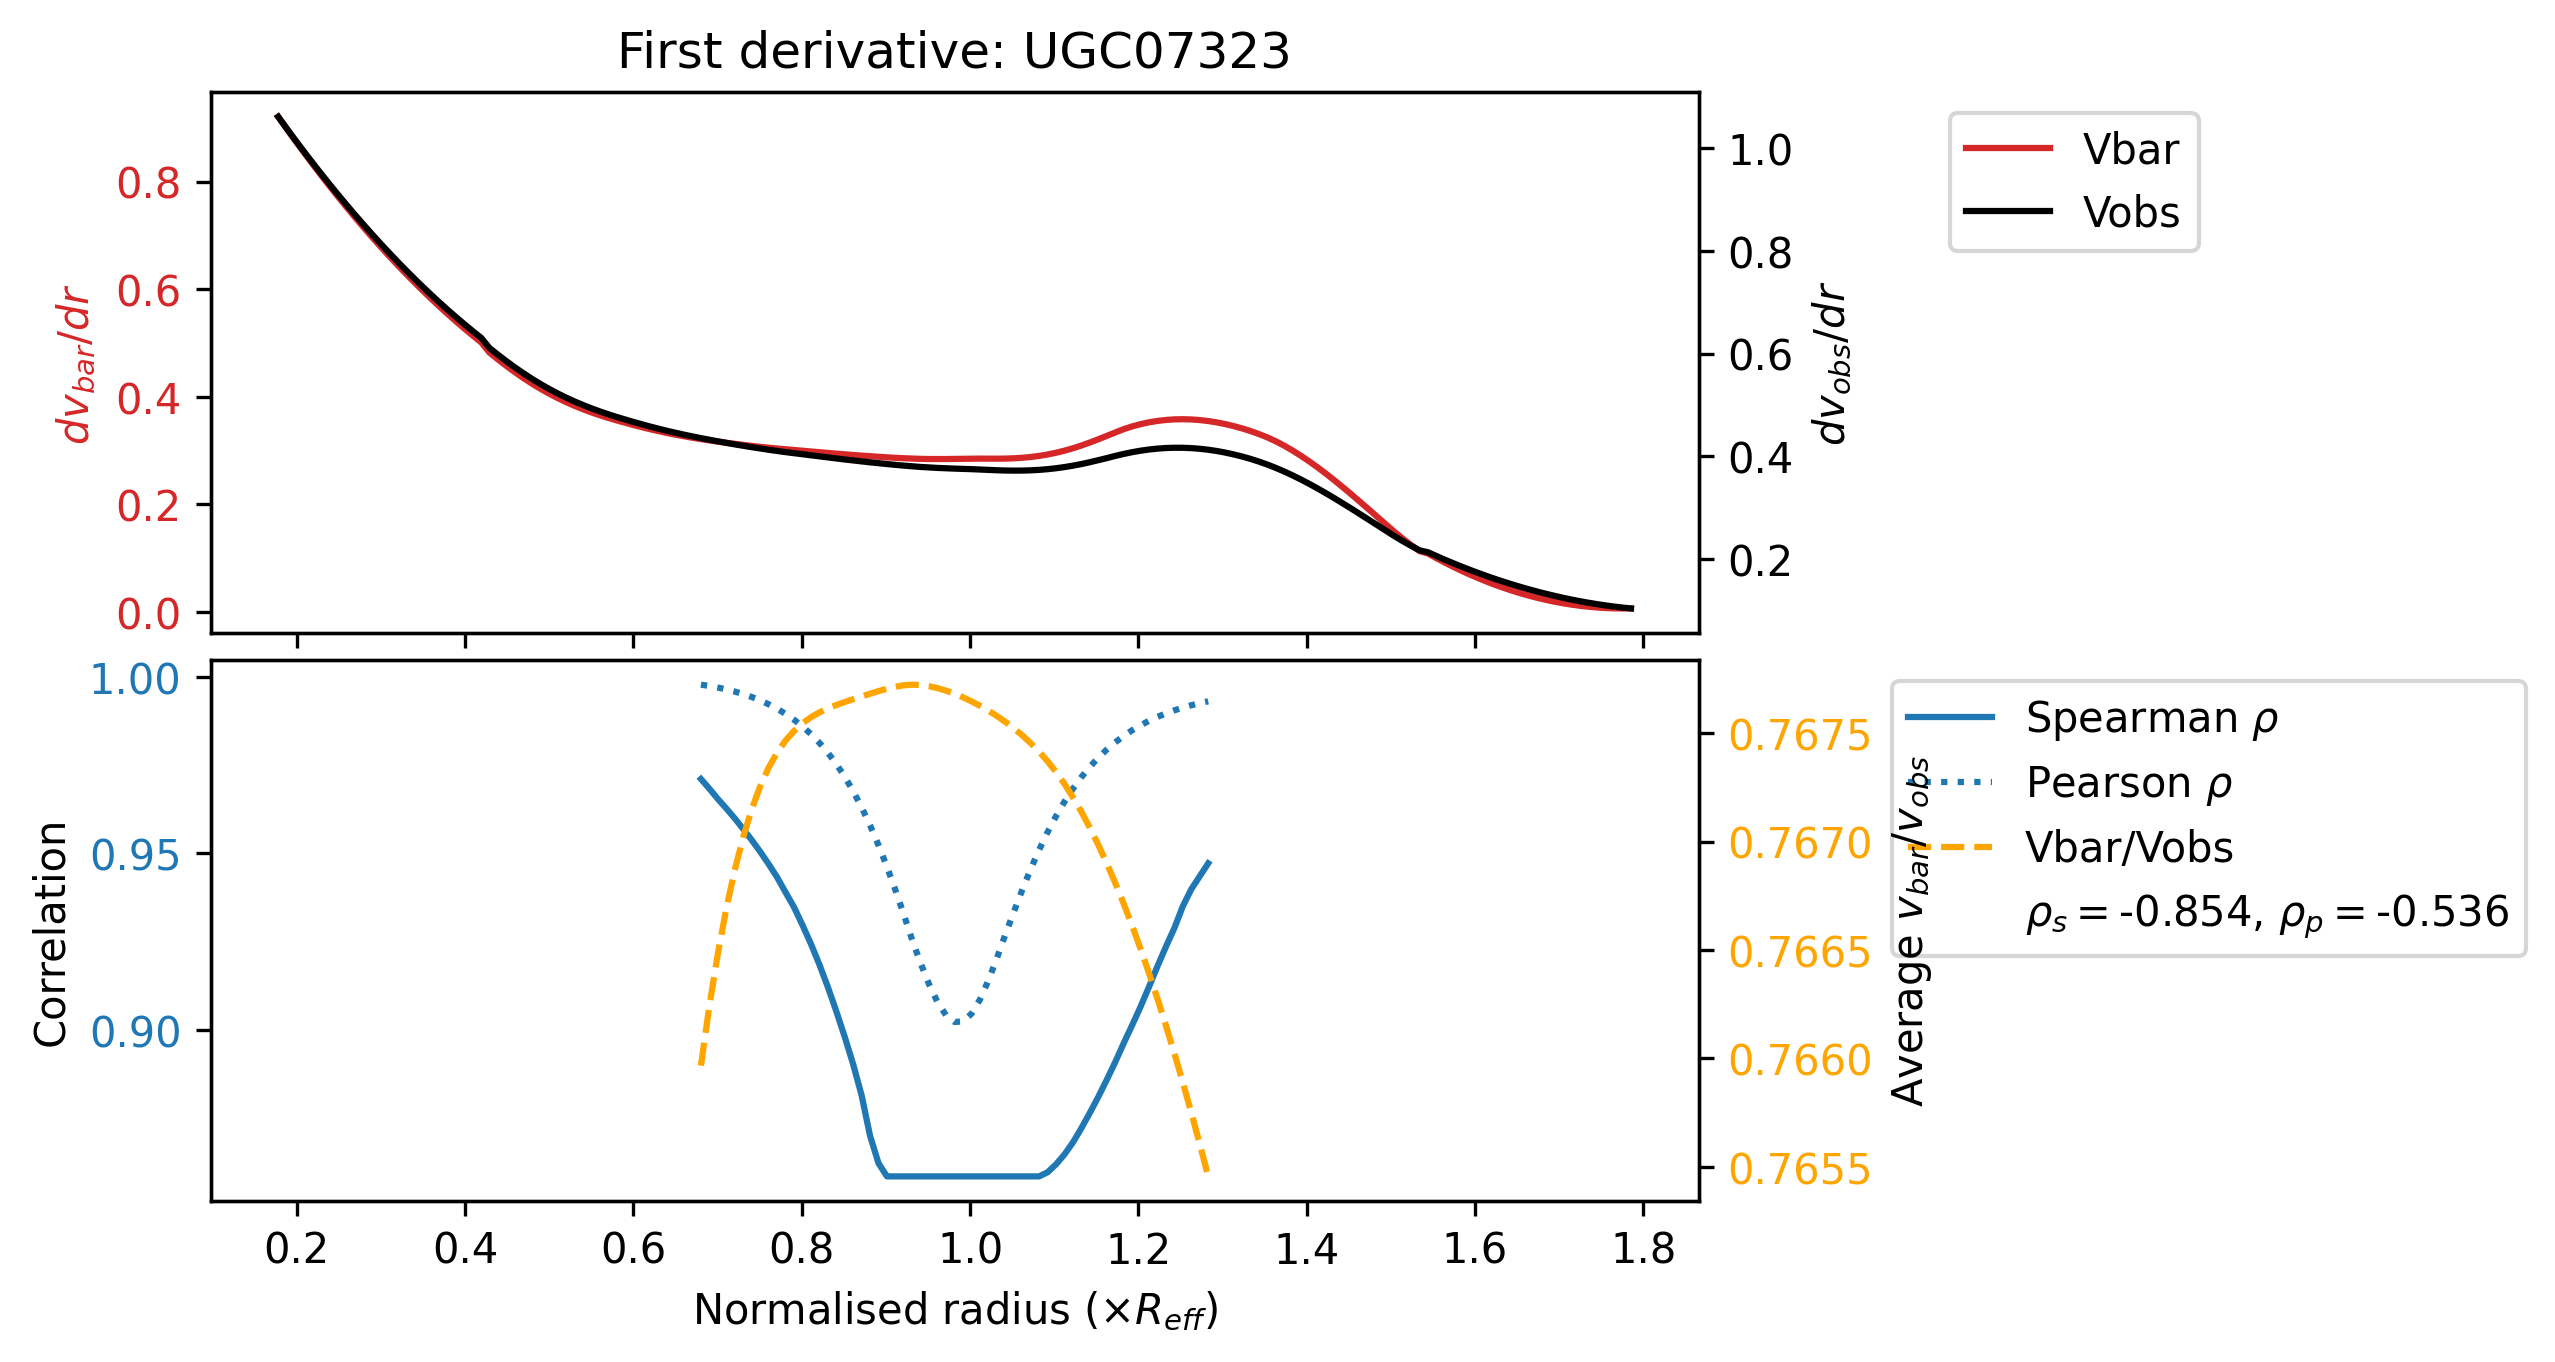 First derivative: UGC07323
0.8
0.6
0.4
0.2
0.0
dv_bar/dr
1.0
0.8
0.6
0.4
0.2
dv_obs/dr
Vbar
Vobs
1.00
0.95
0.90
Correlation
0.7675
0.7670
0.7665
0.7660
0.7655
Average v_bar/v_obs
Spearman ρ
Pearson ρ
Vbar/Vobs
ρ_s = -0.854, ρ_p = -0.536
0.2 0.4 0.6 0.8 1.0 1.2 1.4 1.6 1.8
Normalised radius (×R_eff)